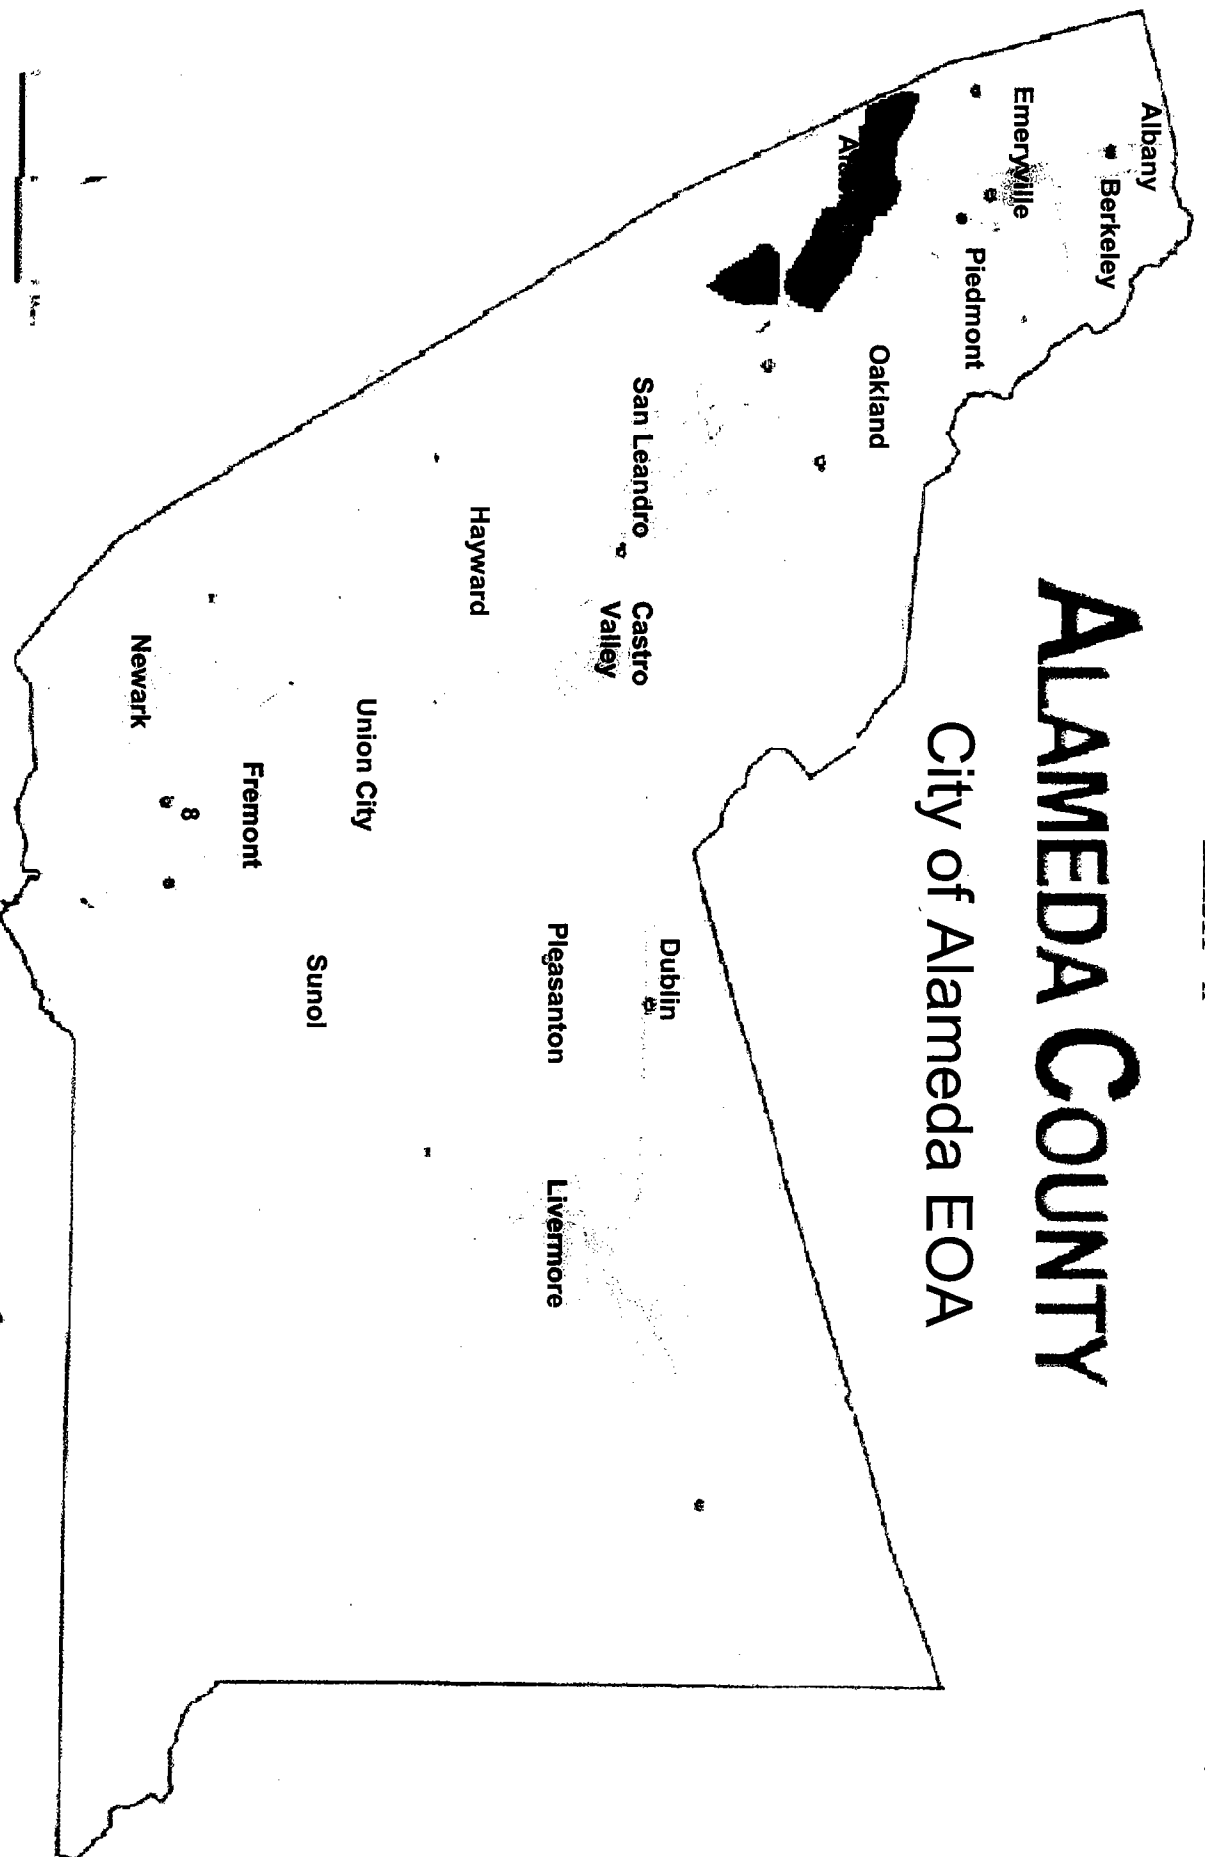 ALAMEDA COUNTY
City of Alameda EOA
Albany
Berkeley
Emeryville
Piedmont
Oakland
San Leandro
Castro
Valley
Hayward
Dublin
Pleasanton
Livermore
Union City
Fremont
Newark
8
Sunol